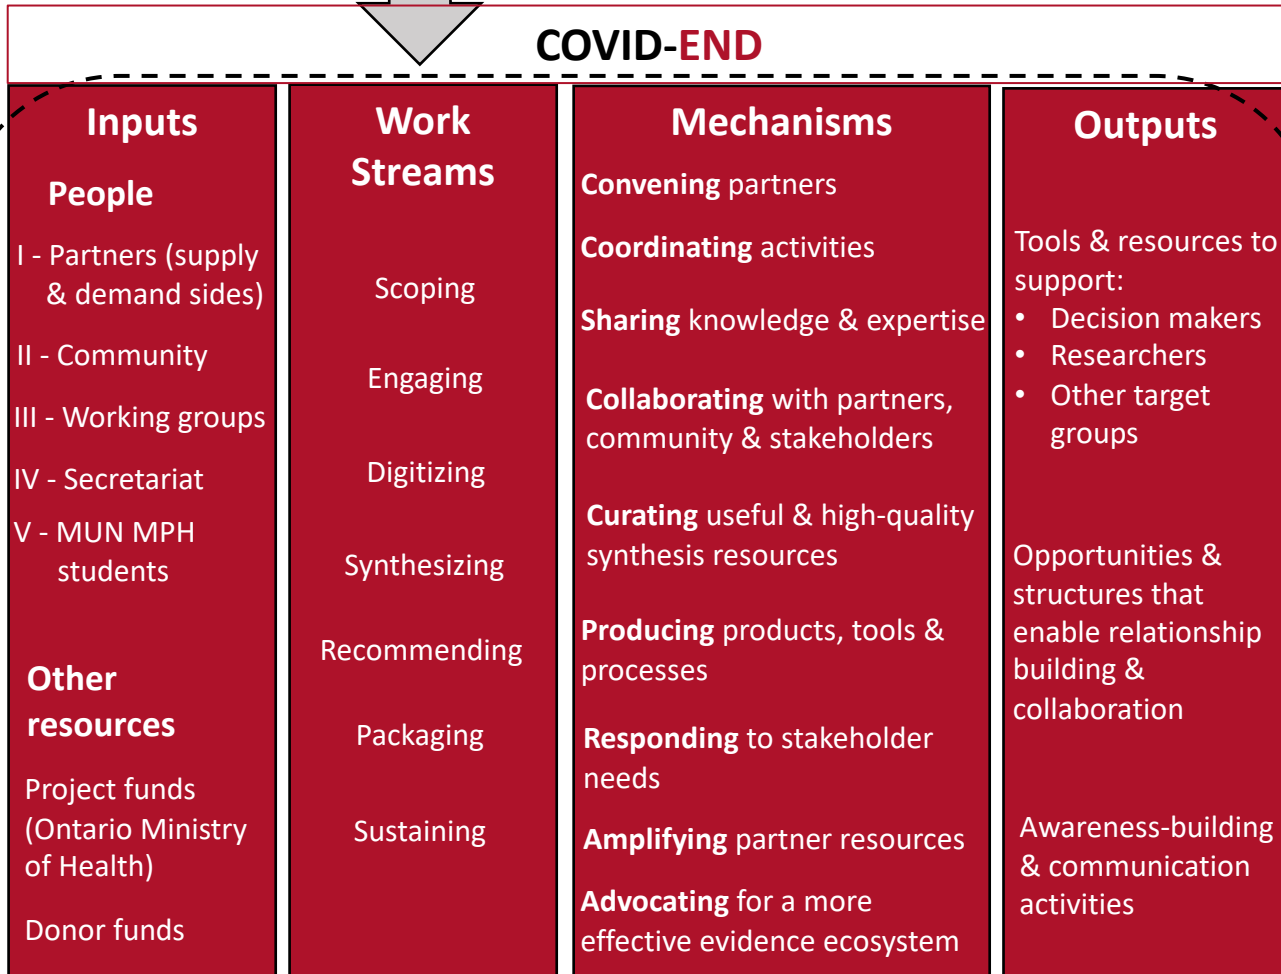 COVID-END
Inputs
People
I - Partners (supply
& demand sides)
II - Community
III - Working groups
IV - Secretariat
V - MUN MPH
students
Other
resources
Project funds
(Ontario Ministry
of Health)
Donor funds
Work
Streams
Scoping
Engaging
Digitizing
Synthesizing
Recommending
Packaging
Sustaining
Mechanisms
Convening partners
Coordinating activities
Sharing knowledge & expertise
Collaborating with partners,
community & stakeholders
Curating useful & high-quality
synthesis resources
Producing products, tools &
processes
Responding to stakeholder
needs
Amplifying partner resources
Advocating for a more
effective evidence ecosystem
Outputs
Tools & resources to
support:
• Decision makers
• Researchers
• Other target
groups
Opportunities &
structures that
enable relationship
building &
collaboration
Awareness-building
& communication
activities